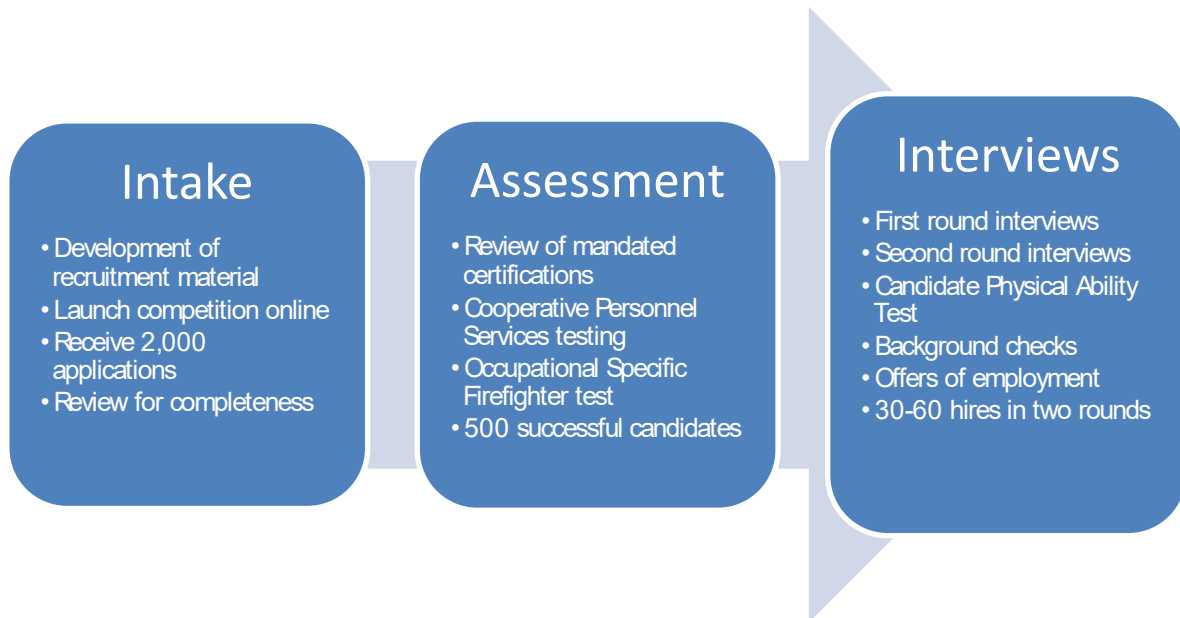 Intake
• Development of
recruitment material
• Launch competition online
• Receive 2,000
applications
• Review for completeness
Assessment
• Review of mandated
certifications
• Cooperative Personnel
Services testing
• Occupational Specific
Firefighter test
• 500 successful candidates
Interviews
• First round interviews
• Second round interviews
• Candidate Physical Ability
Test
• Background checks
• Offers of employment
• 30-60 hires in two rounds